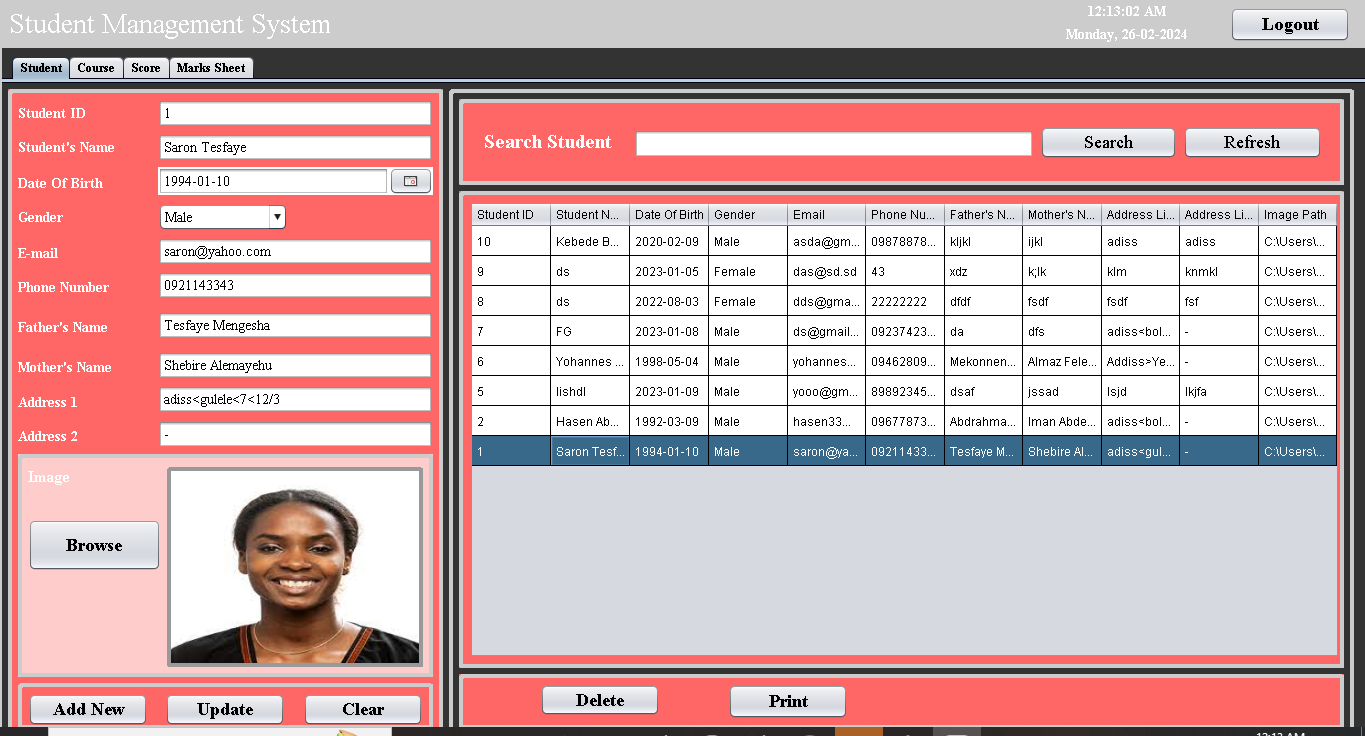 Student Management System
12:13:02 AM
Monday, 26-02-2024
Logout
Student Course Score Marks Sheet
Student ID 1
Student's Name Saron Tesfaye
Date Of Birth 1994-01-10
Gender Male
E-mail saron@yahoo.com
Phone Number 0921143343
Father's Name Tesfaye Mengesha
Mother's Name Shebire Alemayehu
Address 1 adiss<gulele<7<12/3
Address 2 -
Image
Browse
Add New Update Clear
Search Student Search Refresh
Student ID Student N... Date Of Birth Gender Email Phone Nu... Father's N... Mother's N... Address Li... Address Li... Image Path
10 Kebede B... 2020-02-09 Male asda@gm... 09878878... kljkl ijkl adiss adiss C:\Users\...
9 ds 2023-01-05 Female das@sd.sd 43 xdz k;lk klm knmkl C:\Users\...
8 ds 2022-08-03 Female dds@gma... 22222222 dfdf fsdf fsdf fsf C:\Users\...
7 FG 2023-01-08 Male ds@gmail... 09237423... da dfs adiss<bol... - C:\Users\...
6 Yohannes ... 1998-05-04 Male yohannes... 09462809... Mekonnen... Almaz Fele... Addiss>Ye... - C:\Users\...
5 lishdl 2023-01-09 Male yooo@gm... 89892345... dsaf jssad lsjd lkjfa C:\Users\...
2 Hasen Ab... 1992-03-09 Male hasen33... 09677873... Abdrahma... Iman Abde... adiss<bol... - C:\Users\...
1 Saron Tesf... 1994-01-10 Male saron@ya... 09211433... Tesfaye M... Shebire Al... adiss<gul... - C:\Users\...
Delete Print